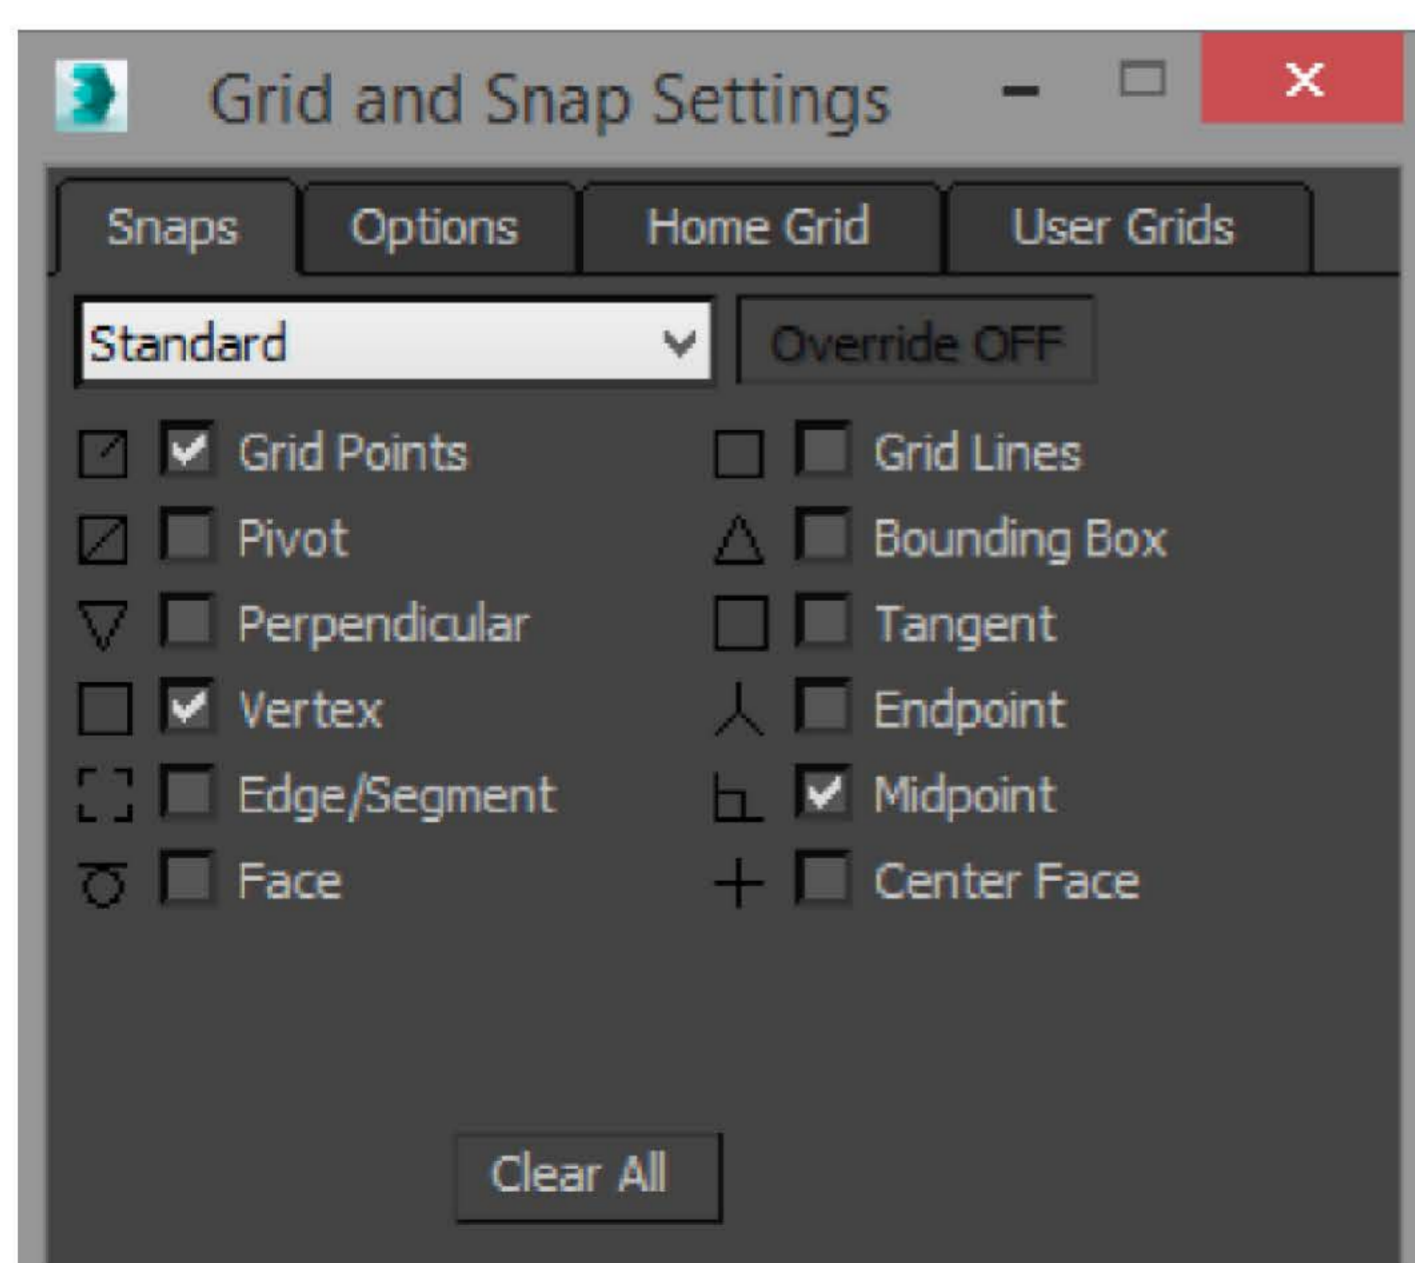 Grid and Snap Settings
Snaps Options Home Grid User Grids
Standard Override OFF
Grid Points Grid Lines
Pivot Bounding Box
Perpendicular Tangent
Vertex Endpoint
Edge/Segment Midpoint
Face Center Face
Clear All